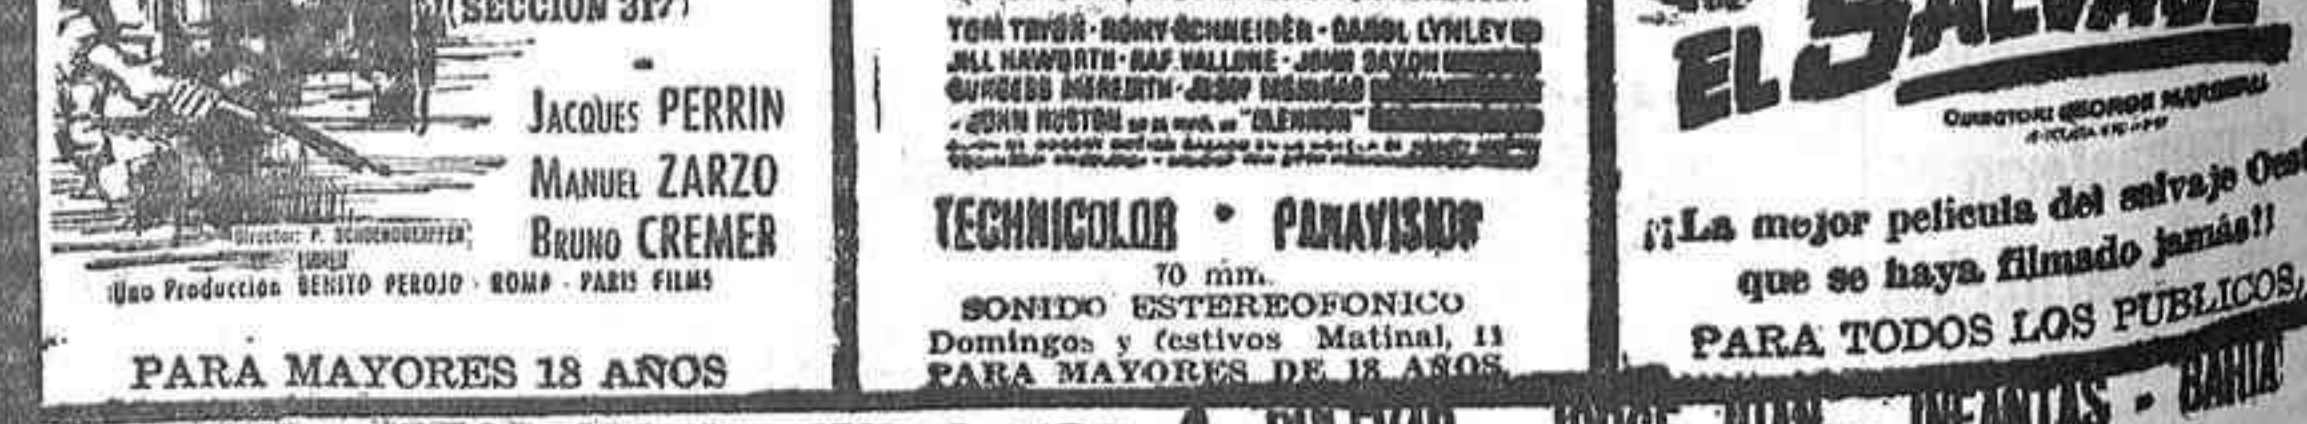 (SECCION 317)
JACQUES PERRIN
MANUEL ZARZO
BRUNO CREMER
Director: P. SCHOENDOERFFER
Una Producción BENITO PEROJO - ROMA - PARIS FILMS
PARA MAYORES 18 AÑOS
TOM TRYON · ROMY SCHNEIDER · CAROL LYNLEY
JILL HAWORTH · RAF VALLONE · JOHN SAXON
BURGESS MEREDITH · JOSEF MEINRAD
JOHN HUSTON "GLENNON"
TECHNICOLOR • PANAVISION
70 mm.
SONIDO ESTEREOFONICO
Domingos y festivos Matinal, 11
PARA MAYORES DE 18 AÑOS
EL SALVAJE
DIRECTOR: GEORGE MARSHALL
¡¡La mejor película del salvaje Oest
que se haya filmado jamás!!
PARA TODOS LOS PUBLICOS,
INFANTAS - BAHIA